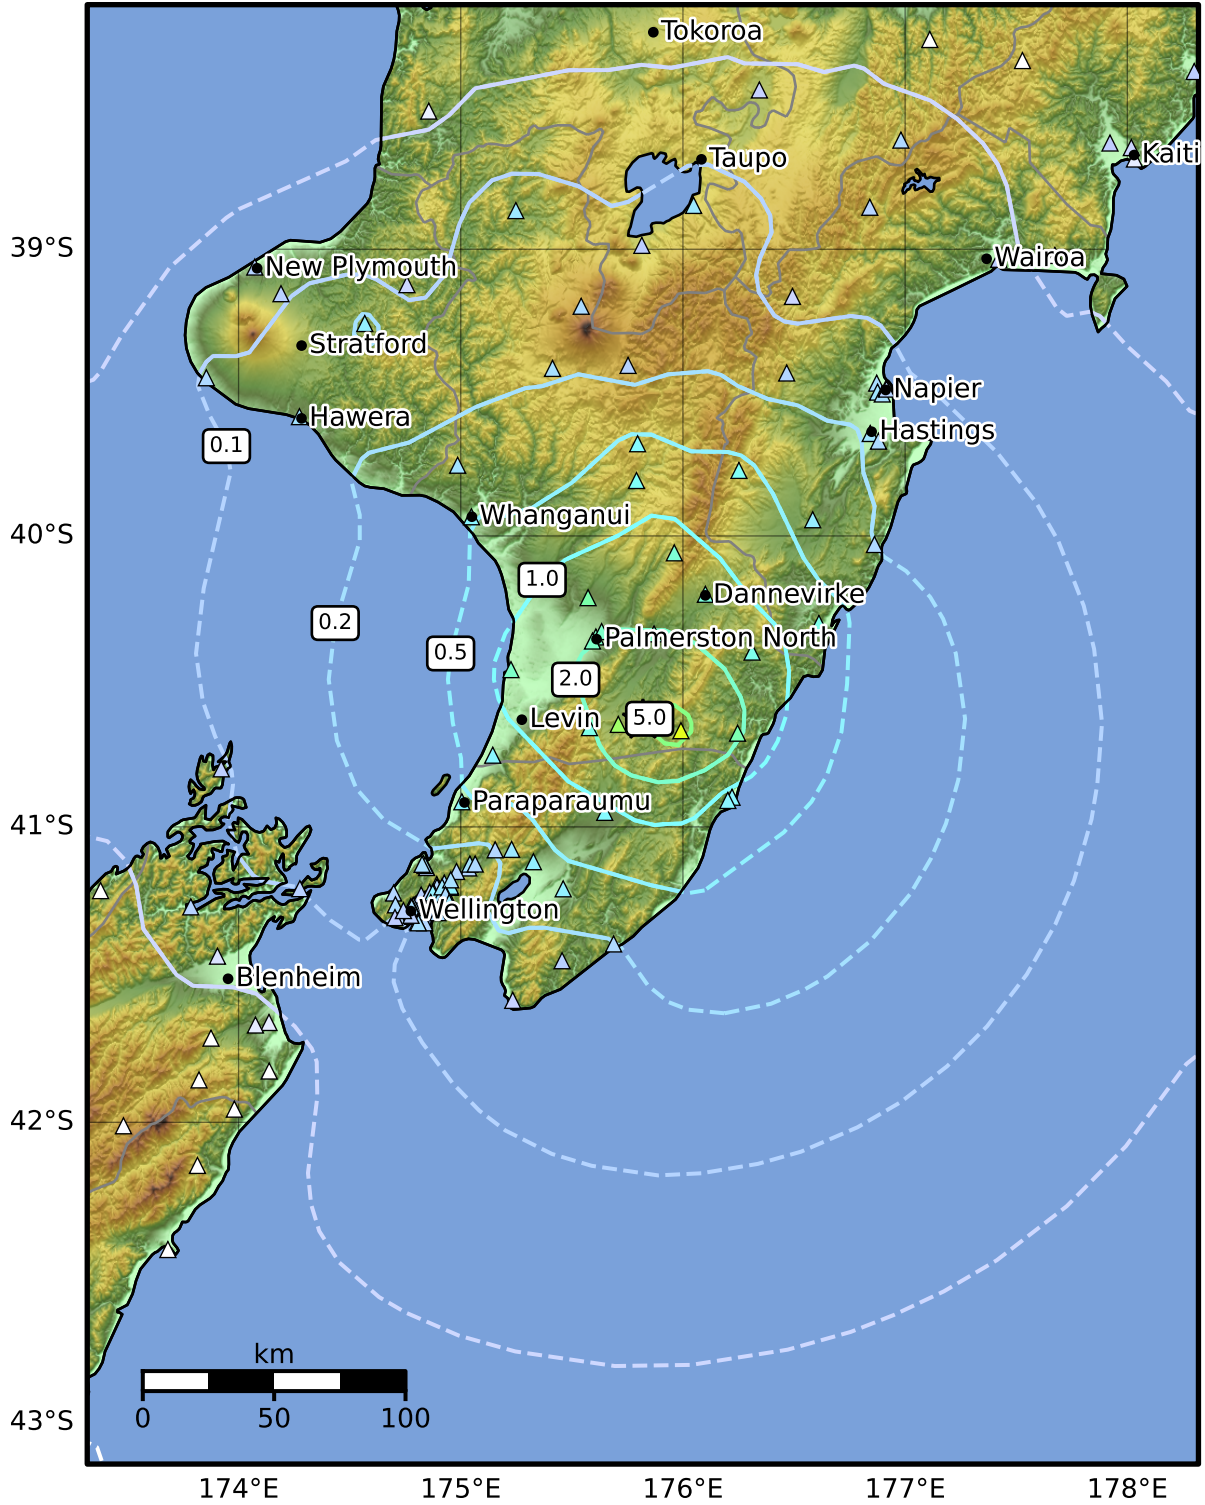 Tokoroa
Taupo
Kaiti
39°S
New Plymouth
Wairoa
Stratford
Napier
Hawera
Hastings
0.1
Whanganui
40°S
1.0
Dannevirke
0.2
Palmerston North
0.5
2.0
Levin
5.0
Paraparaumu
41°S
Wellington
Blenheim
42°S
km
0 50 100
43°S
174°E 175°E 176°E 177°E 178°E